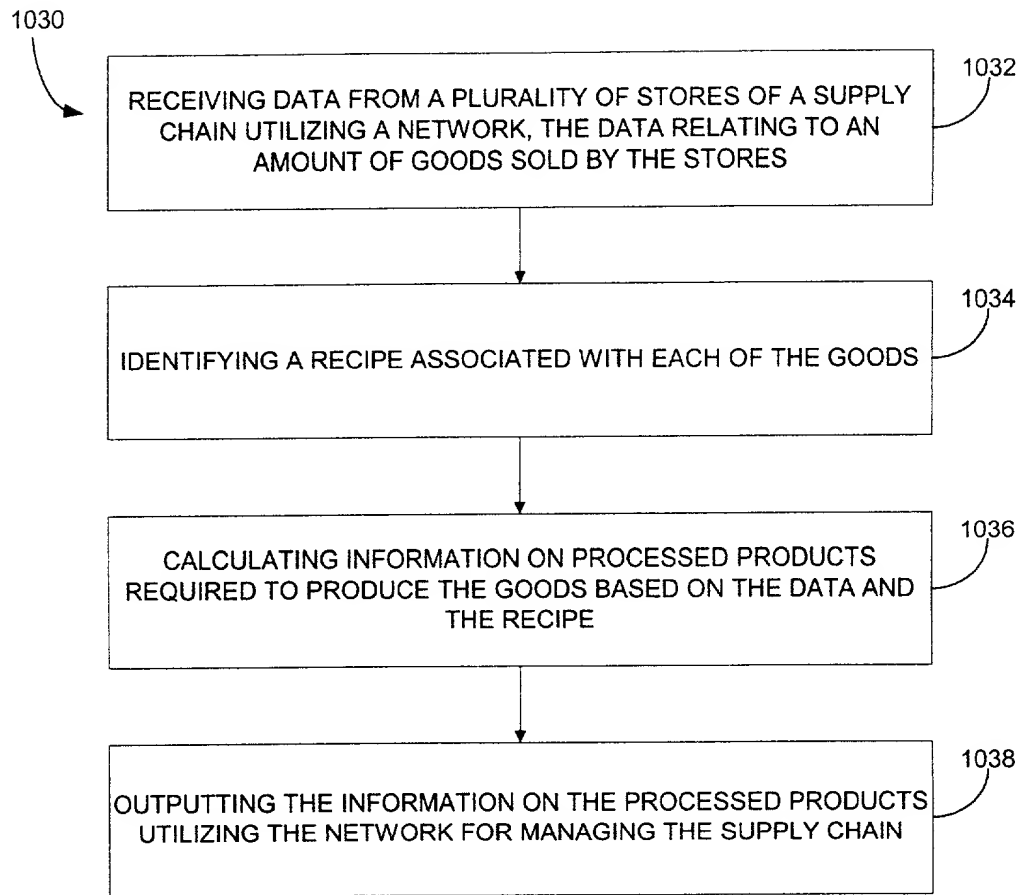 1030
1032
RECEIVING DATA FROM A PLURALITY OF STORES OF A SUPPLY
CHAIN UTILIZING A NETWORK, THE DATA RELATING TO AN
AMOUNT OF GOODS SOLD BY THE STORES
1034
IDENTIFYING A RECIPE ASSOCIATED WITH EACH OF THE GOODS
1036
CALCULATING INFORMATION ON PROCESSED PRODUCTS
REQUIRED TO PRODUCE THE GOODS BASED ON THE DATA AND
THE RECIPE
1038
OUTPUTTING THE INFORMATION ON THE PROCESSED PRODUCTS
UTILIZING THE NETWORK FOR MANAGING THE SUPPLY CHAIN